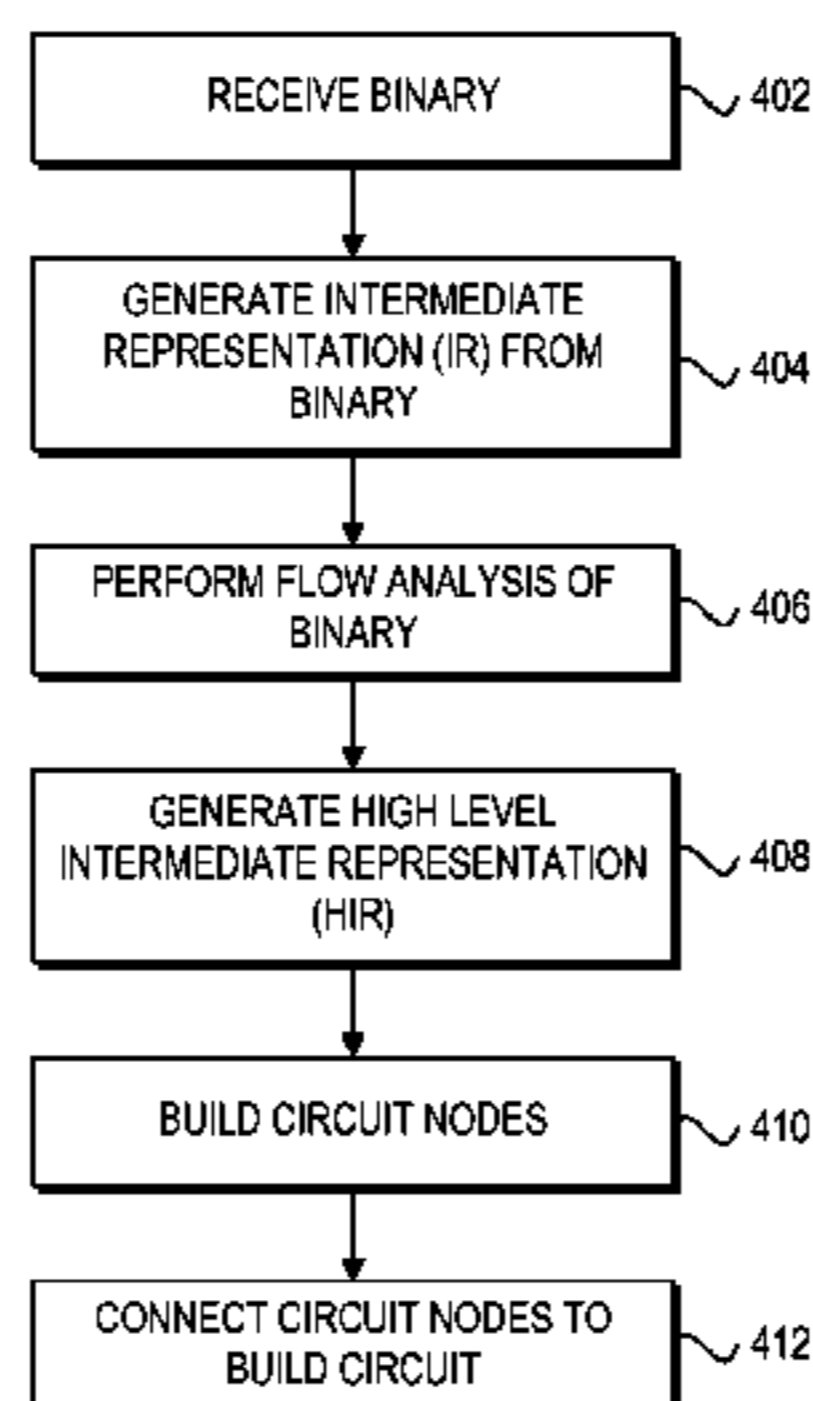 RECEIVE BINARY
402
GENERATE INTERMEDIATE
REPRESENTATION (IR) FROM
BINARY
404
PERFORM FLOW ANALYSIS OF
BINARY
406
GENERATE HIGH LEVEL
INTERMEDIATE REPRESENTATION
(HIR)
408
BUILD CIRCUIT NODES
410
CONNECT CIRCUIT NODES TO
BUILD CIRCUIT
412